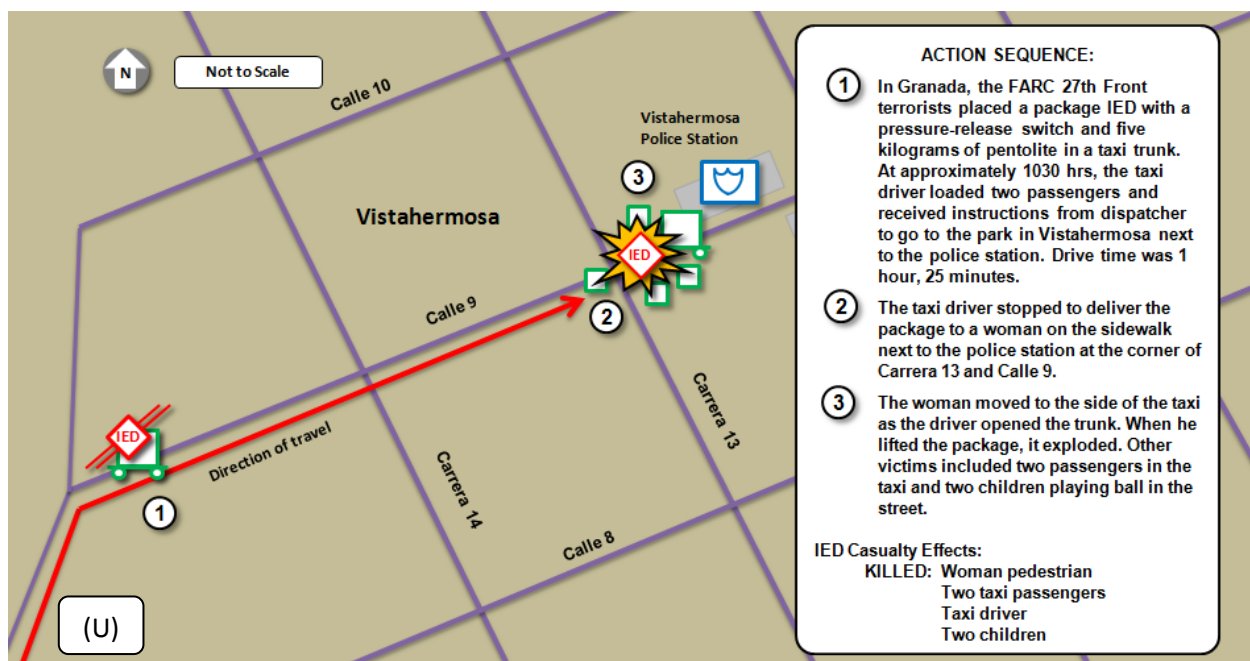 N
Not to Scale
Calle 10
Vistahermosa
Police Station
3
Vistahermosa
IED
2
Calle 9
Carrera 13
IED
Direction of travel
1
Carrera 14
Calle 8
(U)
ACTION SEQUENCE:
1 In Granada, the FARC 27th Front
terrorists placed a package IED with a
pressure-release switch and five
kilograms of pentolite in a taxi trunk.
At approximately 1030 hrs, the taxi
driver loaded two passengers and
received instructions from dispatcher
to go to the park in Vistahermosa next
to the police station. Drive time was 1
hour, 25 minutes.
2 The taxi driver stopped to deliver the
package to a woman on the sidewalk
next to the police station at the corner of
Carrera 13 and Calle 9.
3 The woman moved to the side of the taxi
as the driver opened the trunk. When he
lifted the package, it exploded. Other
victims included two passengers in the
taxi and two children playing ball in the
street.
IED Casualty Effects:
KILLED: Woman pedestrian
Two taxi passengers
Taxi driver
Two children